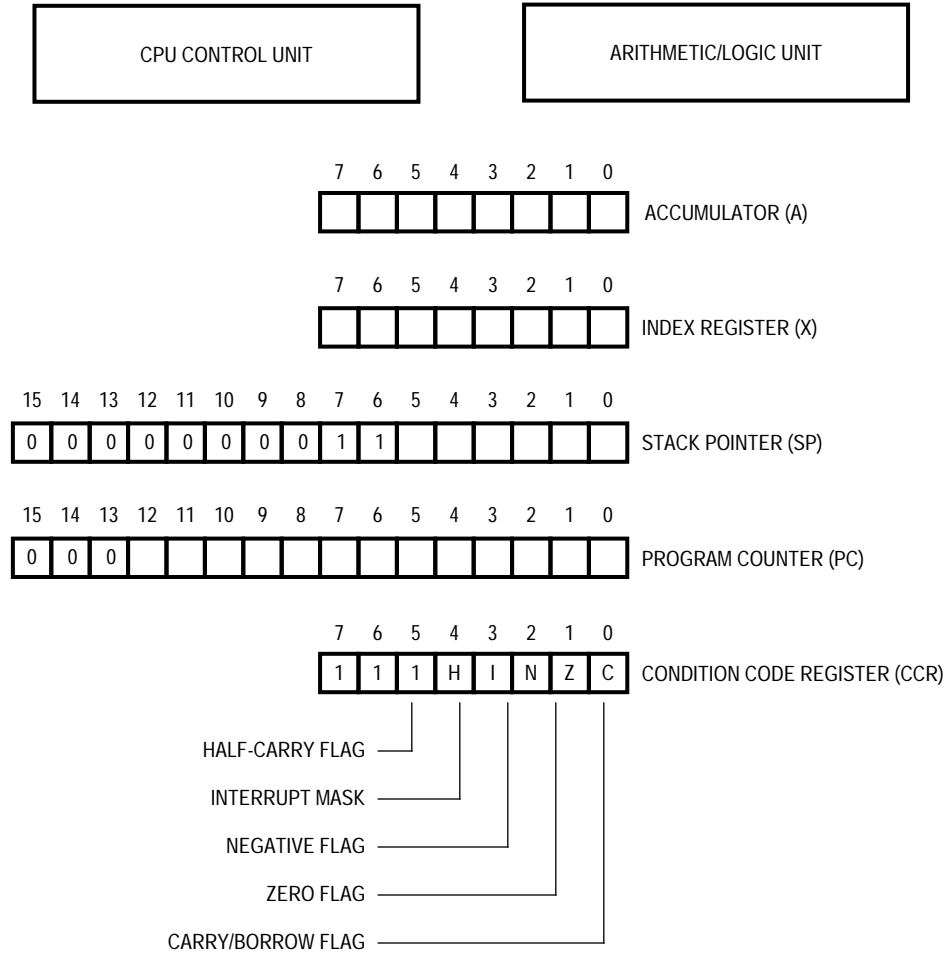 CPU CONTROL UNIT
ARITHMETIC/LOGIC UNIT
7 6 5 4 3 2 1 0
ACCUMULATOR (A)
7 6 5 4 3 2 1 0
INDEX REGISTER (X)
15 14 13 12 11 10 9 8 7 6 5 4 3 2 1 0
0 0 0 0 0 0 0 0 1 1 STACK POINTER (SP)
15 14 13 12 11 10 9 8 7 6 5 4 3 2 1 0
0 0 0 PROGRAM COUNTER (PC)
7 6 5 4 3 2 1 0
1 1 1 H I N Z C CONDITION CODE REGISTER (CCR)
HALF-CARRY FLAG
INTERRUPT MASK
NEGATIVE FLAG
ZERO FLAG
CARRY/BORROW FLAG